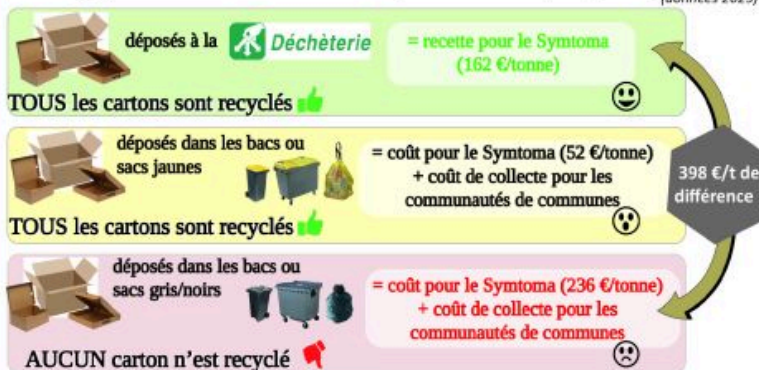 (données 2023)
déposés à la Déchèterie
= recette pour le Symtoma
(162 €/tonne)
TOUS les cartons sont recyclés
déposés dans les bacs ou
sacs jaunes
= coût pour le Symtoma (52 €/tonne)
+ coût de collecte pour les
communautés de communes
TOUS les cartons sont recyclés
398 €/t de
différence
déposés dans les bacs ou
sacs gris/noirs
= coût pour le Symtoma (236 €/tonne)
+ coût de collecte pour les
communautés de communes
AUCUN carton n’est recyclé